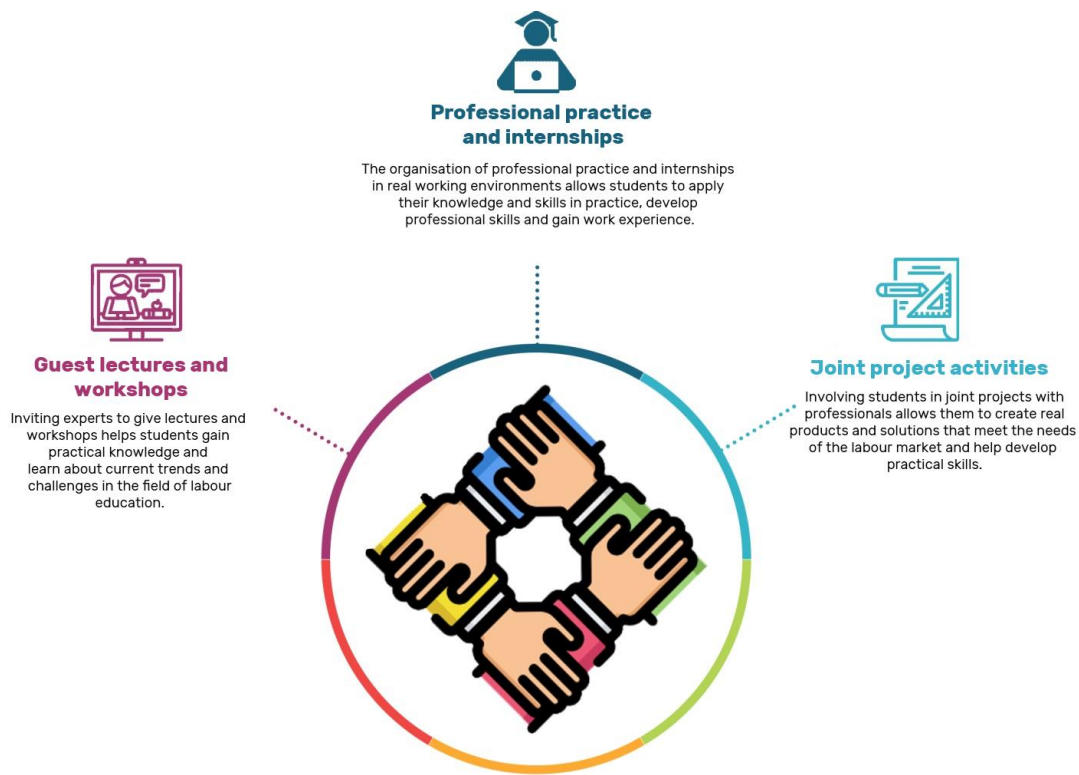 Professional practice
and internships
The organisation of professional practice and internships
in real working environments allows students to apply
their knowledge and skills in practice, develop
professional skills and gain work experience.
Guest lectures and
workshops
Inviting experts to give lectures and
workshops helps students gain
practical knowledge and
learn about current trends and
challenges in the field of labour
education.
Joint project activities
Involving students in joint projects with
professionals allows them to create real
products and solutions that meet the needs
of the labour market and help develop
practical skills.